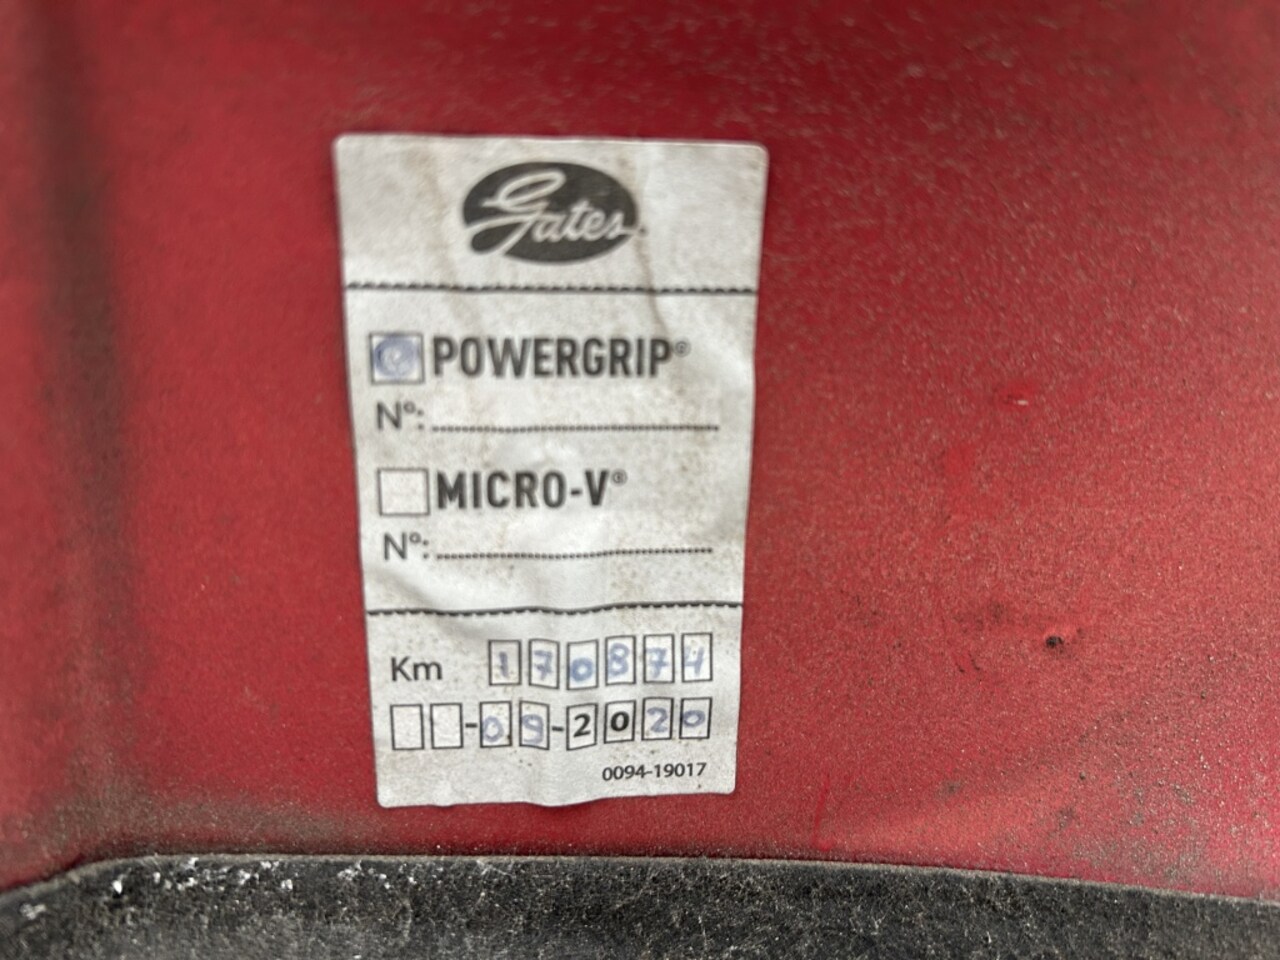 Gates
POWERGRIP®
Nº:
MICRO-V®
Nº:
Km 170874
-09-2020
0094-19017